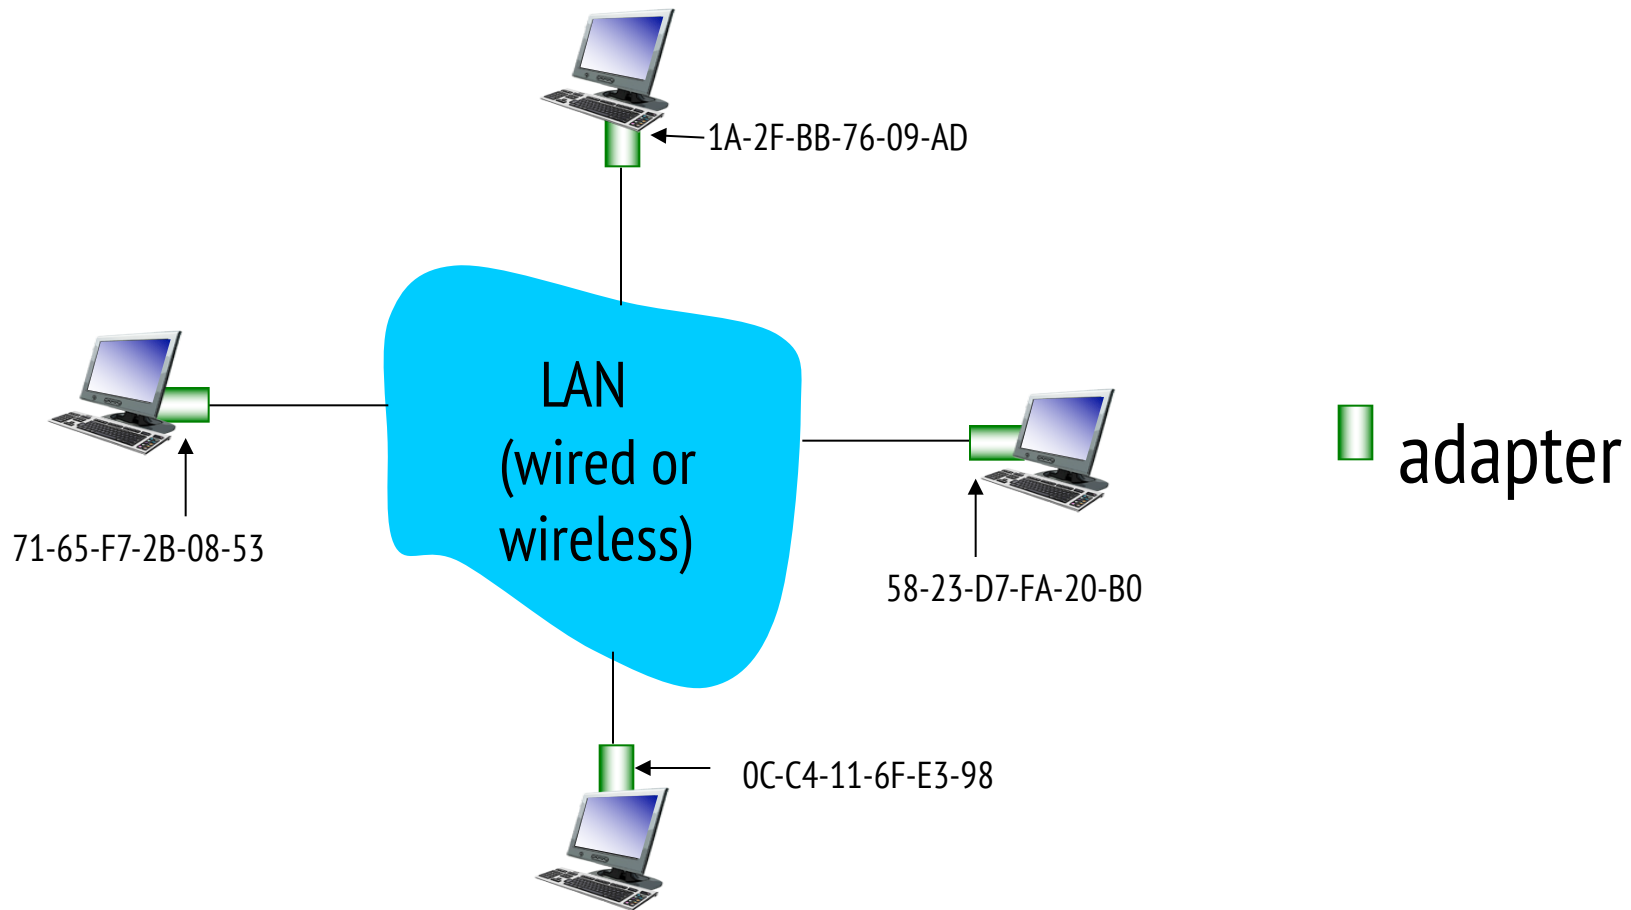 1A-2F-BB-76-09-AD
LAN
(wired or
wireless)
adapter
71-65-F7-2B-08-53
58-23-D7-FA-20-B0
0C-C4-11-6F-E3-98